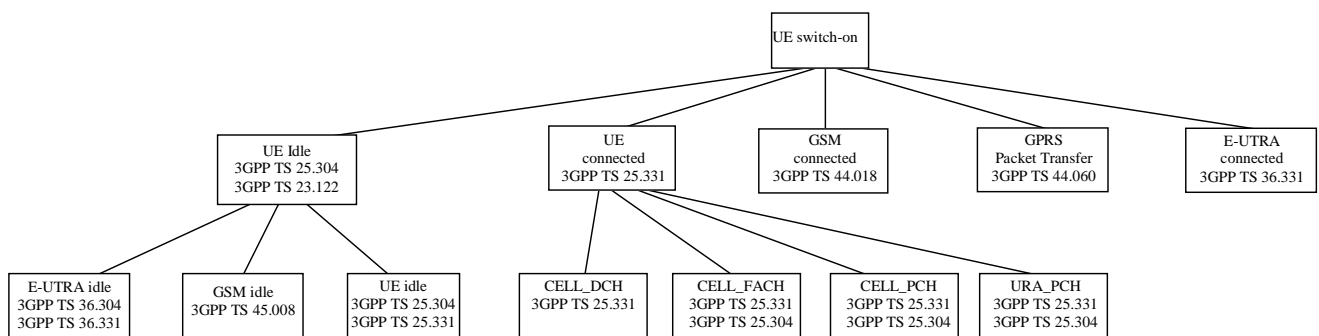 UE switch-on
UE Idle
3GPP TS 25.304
3GPP TS 23.122
UE
connected
3GPP TS 25.331
GSM
connected
3GPP TS 44.018
GPRS
Packet Transfer
3GPP TS 44.060
E-UTRA
connected
3GPP TS 36.331
E-UTRA idle
3GPP TS 36.304
3GPP TS 36.331
GSM idle
3GPP TS 45.008
UE idle
3GPP TS 25.304
3GPP TS 25.331
CELL_DCH
3GPP TS 25.331
CELL_FACH
3GPP TS 25.331
3GPP TS 25.304
CELL_PCH
3GPP TS 25.331
3GPP TS 25.304
URA_PCH
3GPP TS 25.331
3GPP TS 25.304